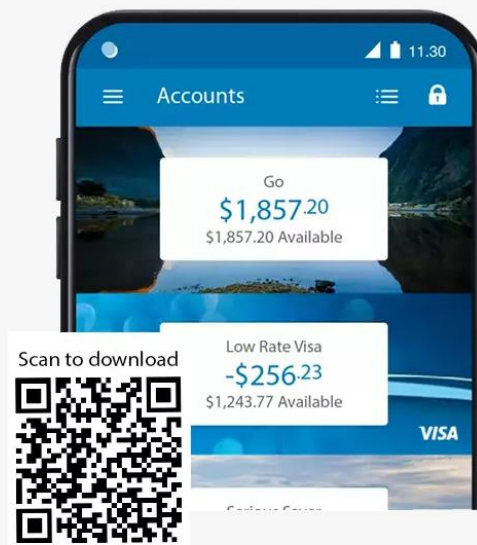 11.30
Accounts
Go
$1,857.20
$1,857.20 Available
Low Rate Visa
-$256.23
$1,243.77 Available
VISA
Scan to download